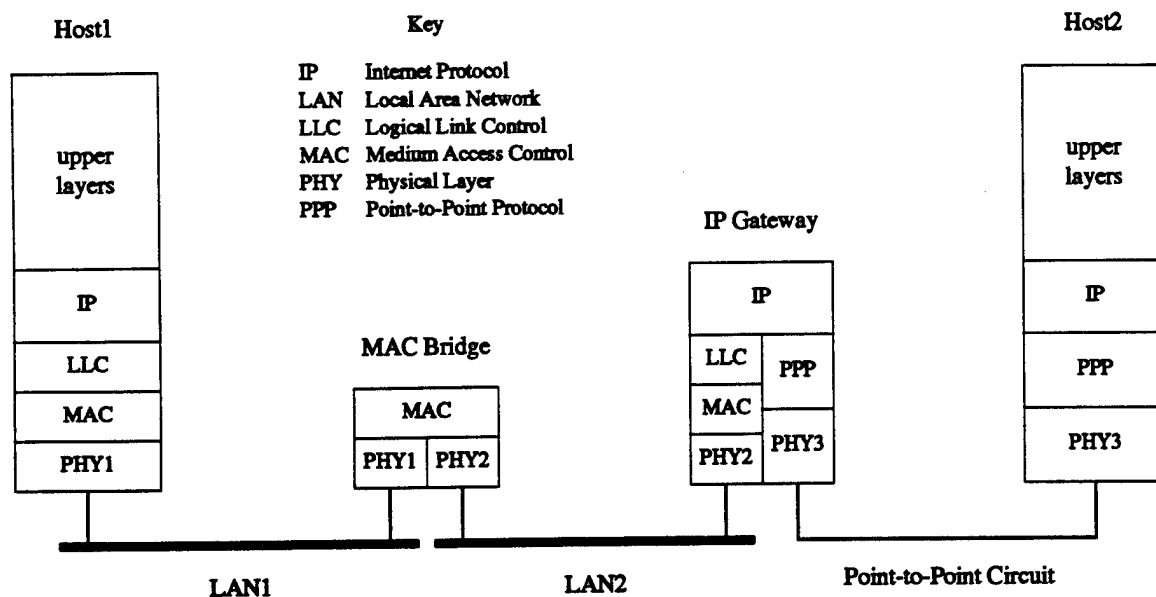 Host1
Key
Host2
IP Internet Protocol
LAN Local Area Network
LLC Logical Link Control
MAC Medium Access Control
PHY Physical Layer
PPP Point-to-Point Protocol
upper
layers
IP
LLC
MAC
PHY1
MAC Bridge
MAC
PHY1 PHY2
IP Gateway
IP
LLC
MAC
PHY2
PPP
PHY3
upper
layers
IP
PPP
PHY3
LAN1
LAN2
Point-to-Point Circuit